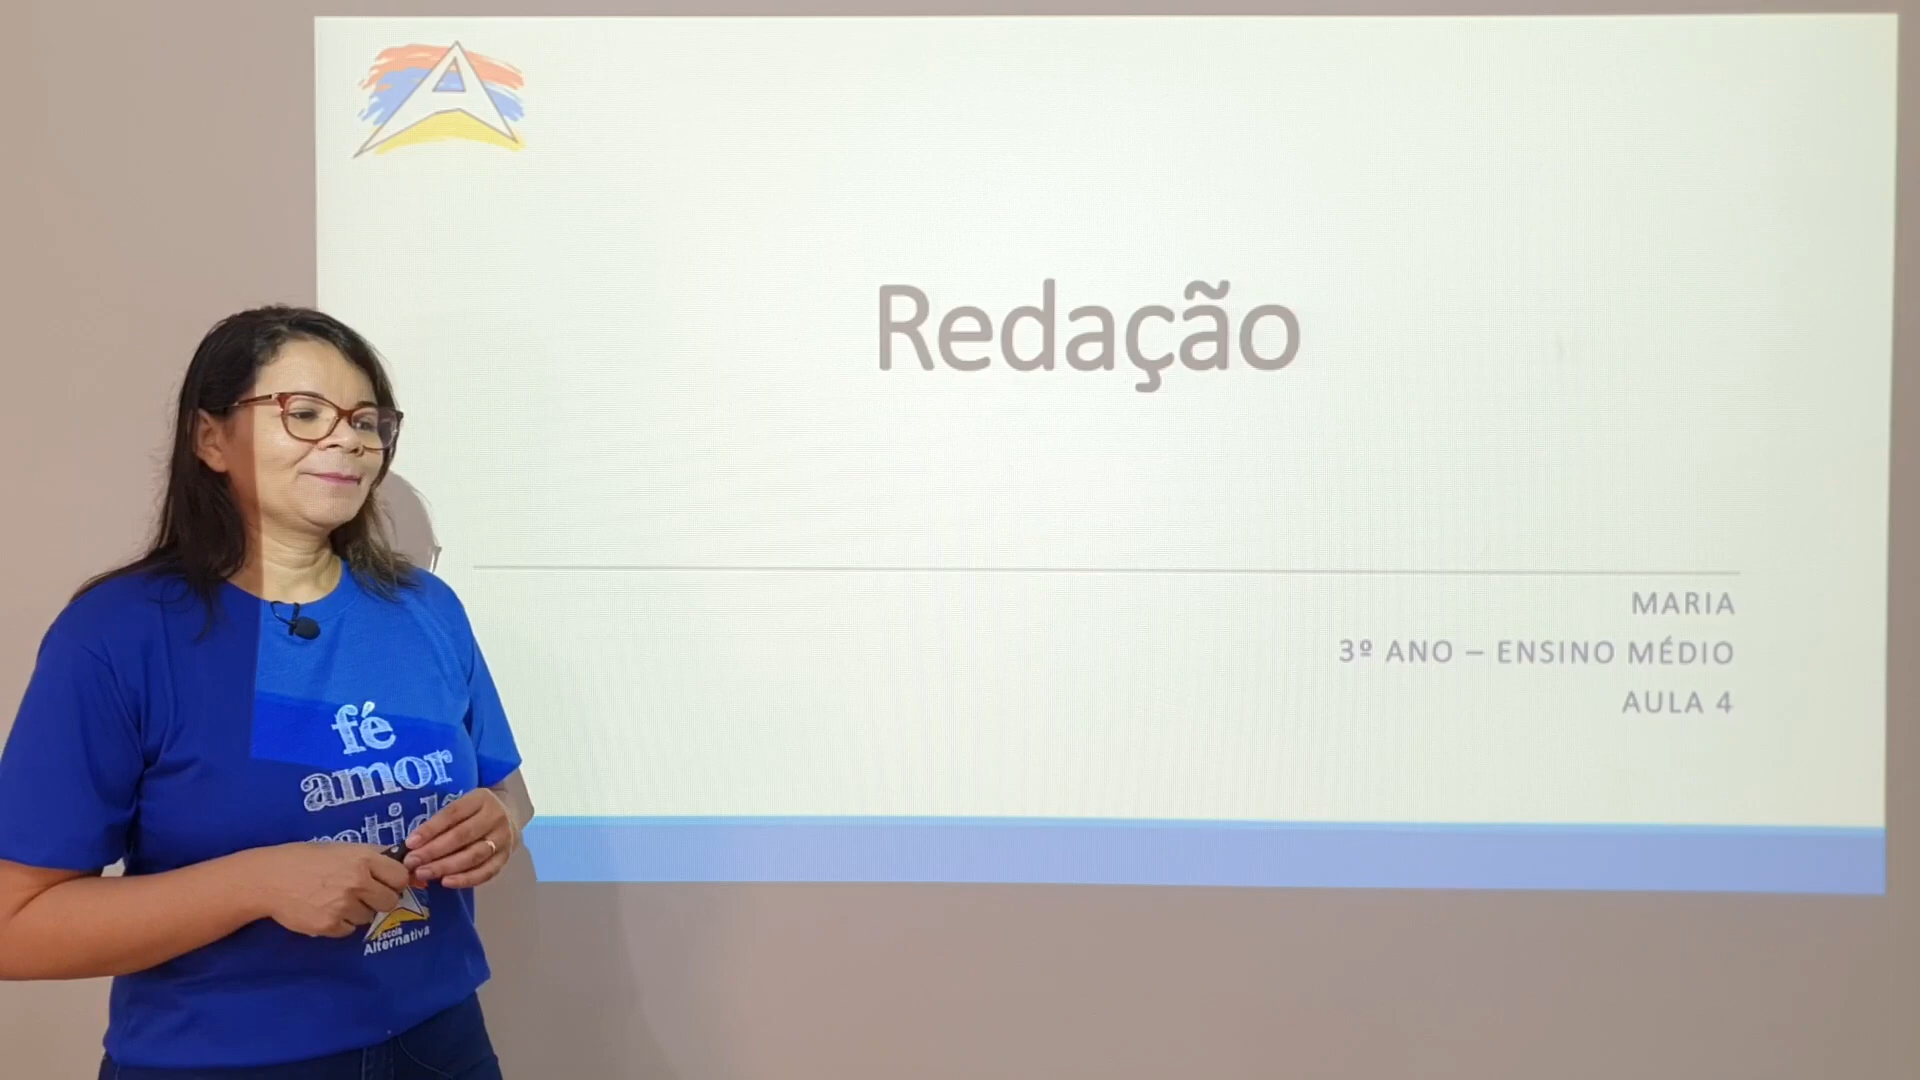 Redação
MARIA
3º ANO – ENSINO MÉDIO
AULA 4
fé
amor
Escola
Alternativa